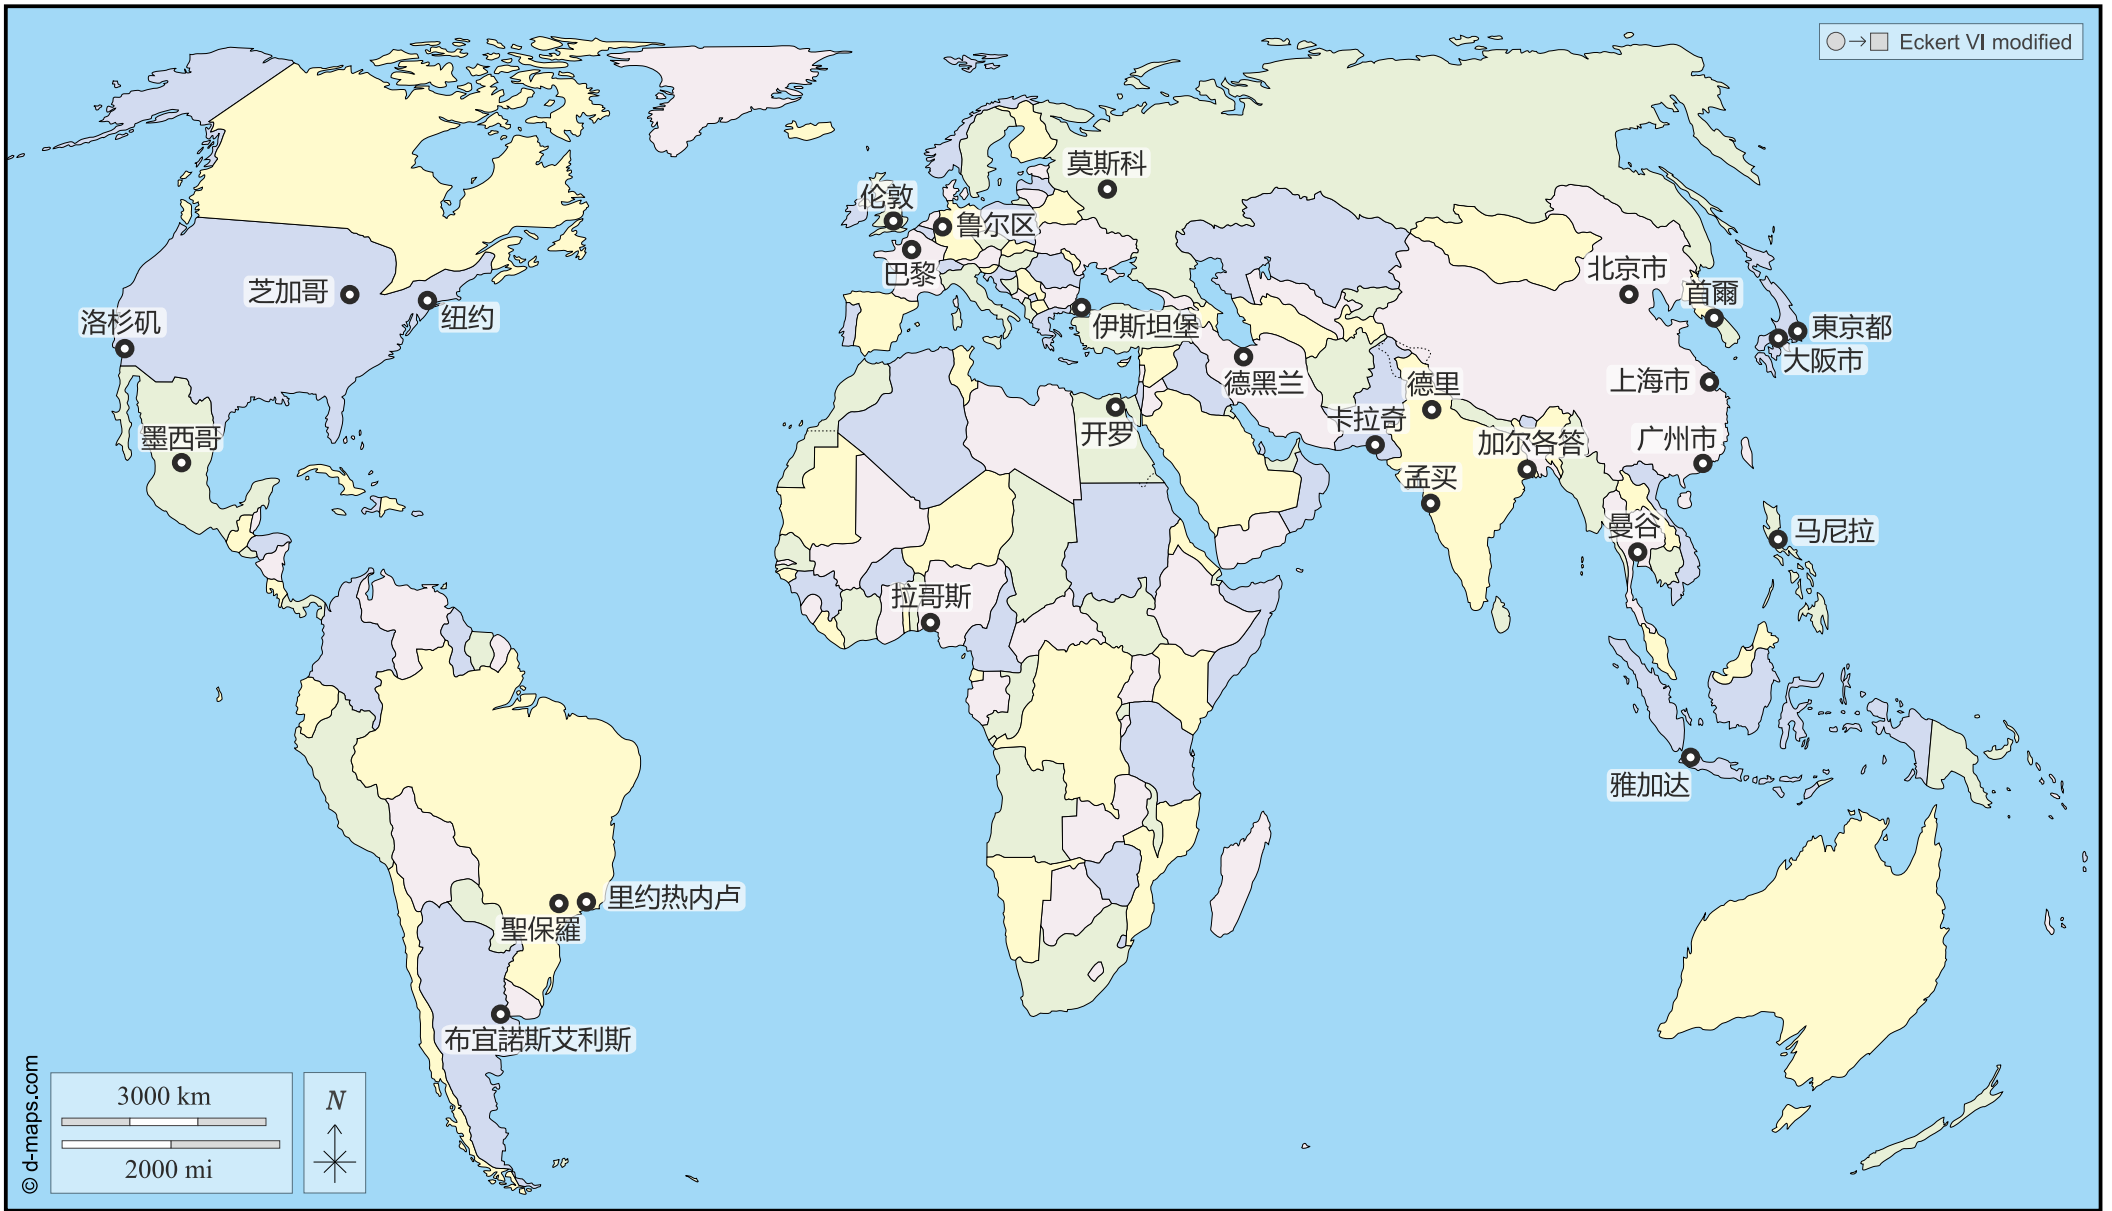 Eckert VI modified
莫斯科
伦敦
鲁尔区
巴黎
北京市
芝加哥
首爾
纽约
洛杉矶
伊斯坦堡
東京都
大阪市
德黑兰
德里
上海市
卡拉奇
开罗
墨西哥
加尔各答
广州市
孟买
曼谷
马尼拉
拉哥斯
雅加达
里约热内卢
聖保羅
布宜諾斯艾利斯
3000 km
2000 mi
N
© d-maps.com